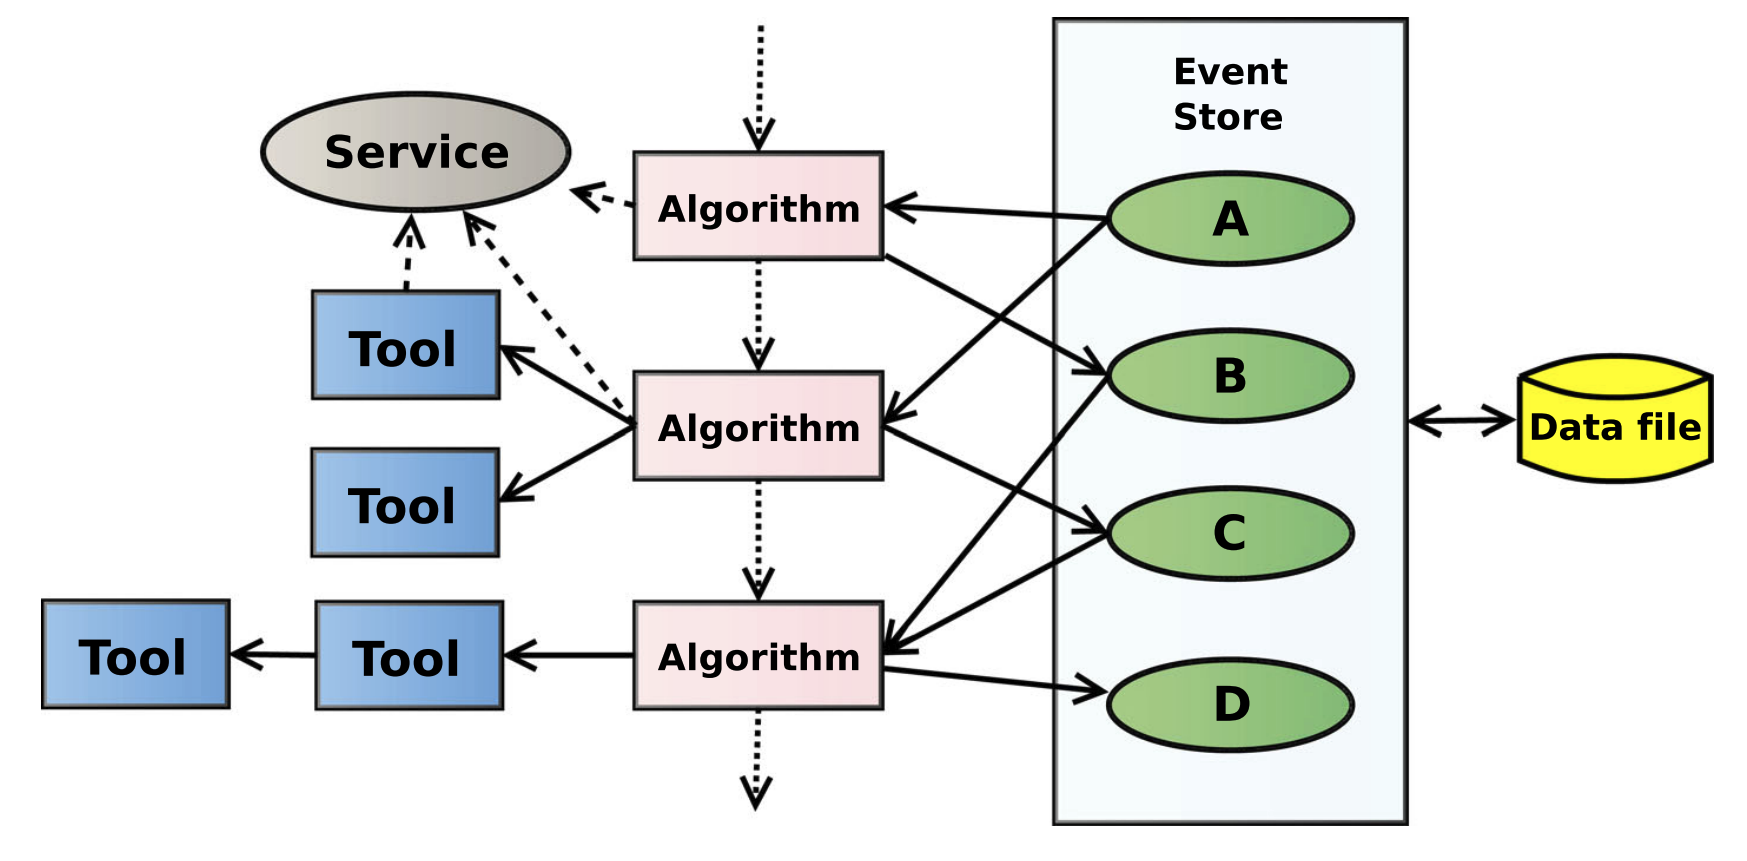 Event
Store
Service
Algorithm
A
Tool
B
Algorithm
Data file
Tool
C
Tool
Tool
Algorithm
D